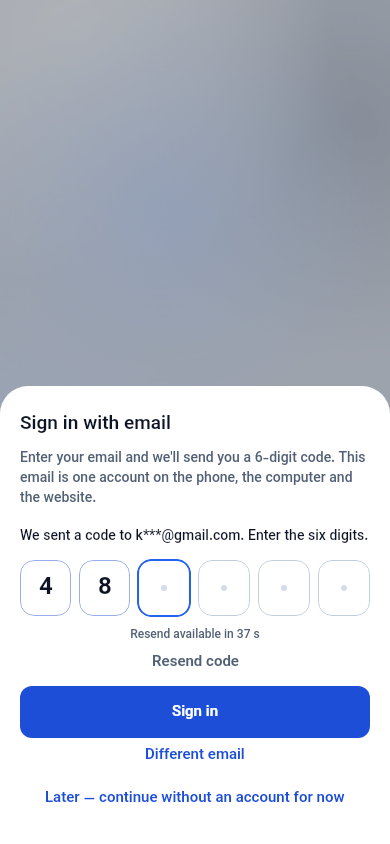 Sign in with email
Enter your email and we'll send you a 6-digit code. This
email is one account on the phone, the computer and
the website.
We sent a code to k***@gmail.com. Enter the six digits.
4 8
Resend available in 37 s
Resend code
Sign in
Different email
Later — continue without an account for now